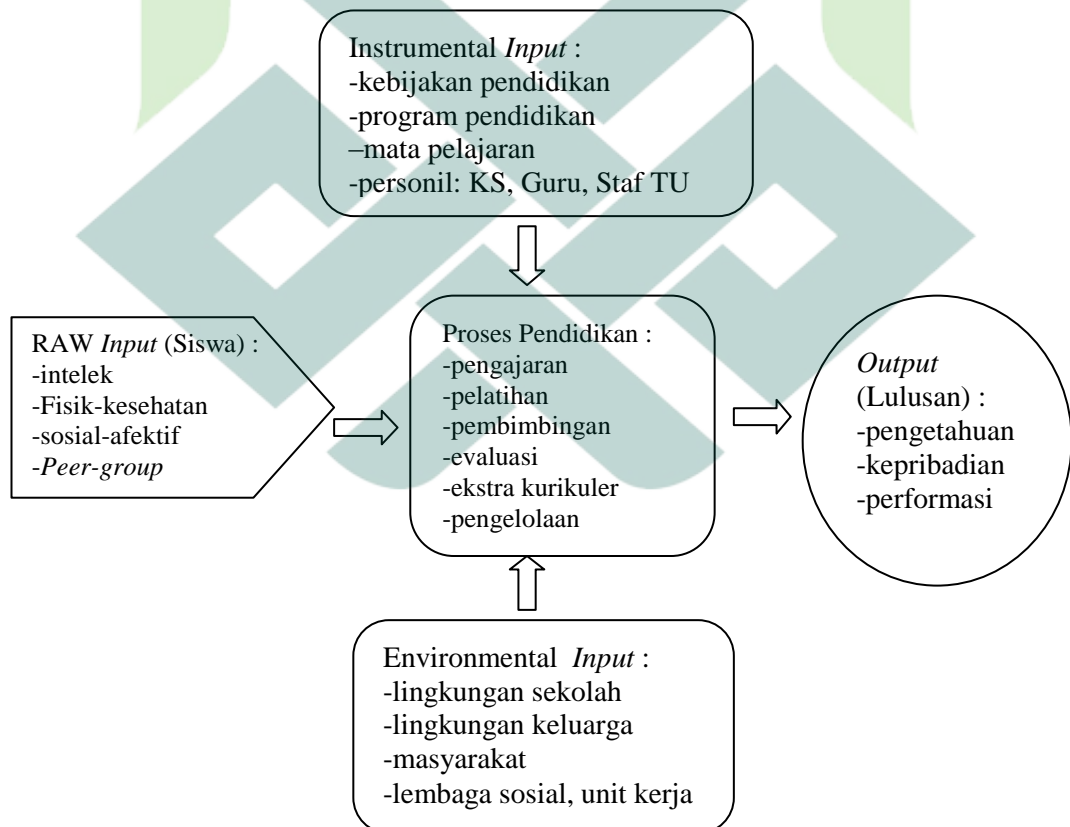 Instrumental Input :
-kebijakan pendidikan
-program pendidikan
–mata pelajaran
-personil: KS, Guru, Staf TU
RAW Input (Siswa) :
-intelek
-Fisik-kesehatan
-sosial-afektif
-Peer-group
Proses Pendidikan :
-pengajaran
-pelatihan
-pembimbingan
-evaluasi
-ekstra kurikuler
-pengelolaan
Output
(Lulusan) :
-pengetahuan
-kepribadian
-performasi
Environmental Input :
-lingkungan sekolah
-lingkungan keluarga
-masyarakat
-lembaga sosial, unit kerja